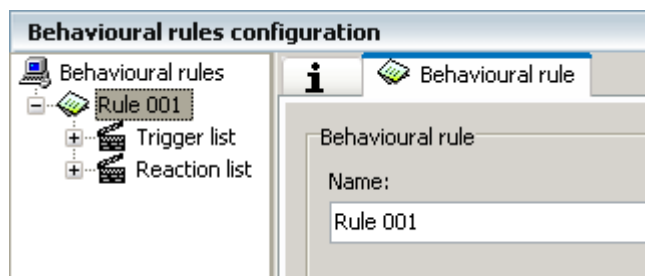 Behavioural rules configuration
Behavioural rules
Rule 001
Trigger list
Reaction list
i
Behavioural rule
Behavioural rule
Name:
Rule 001